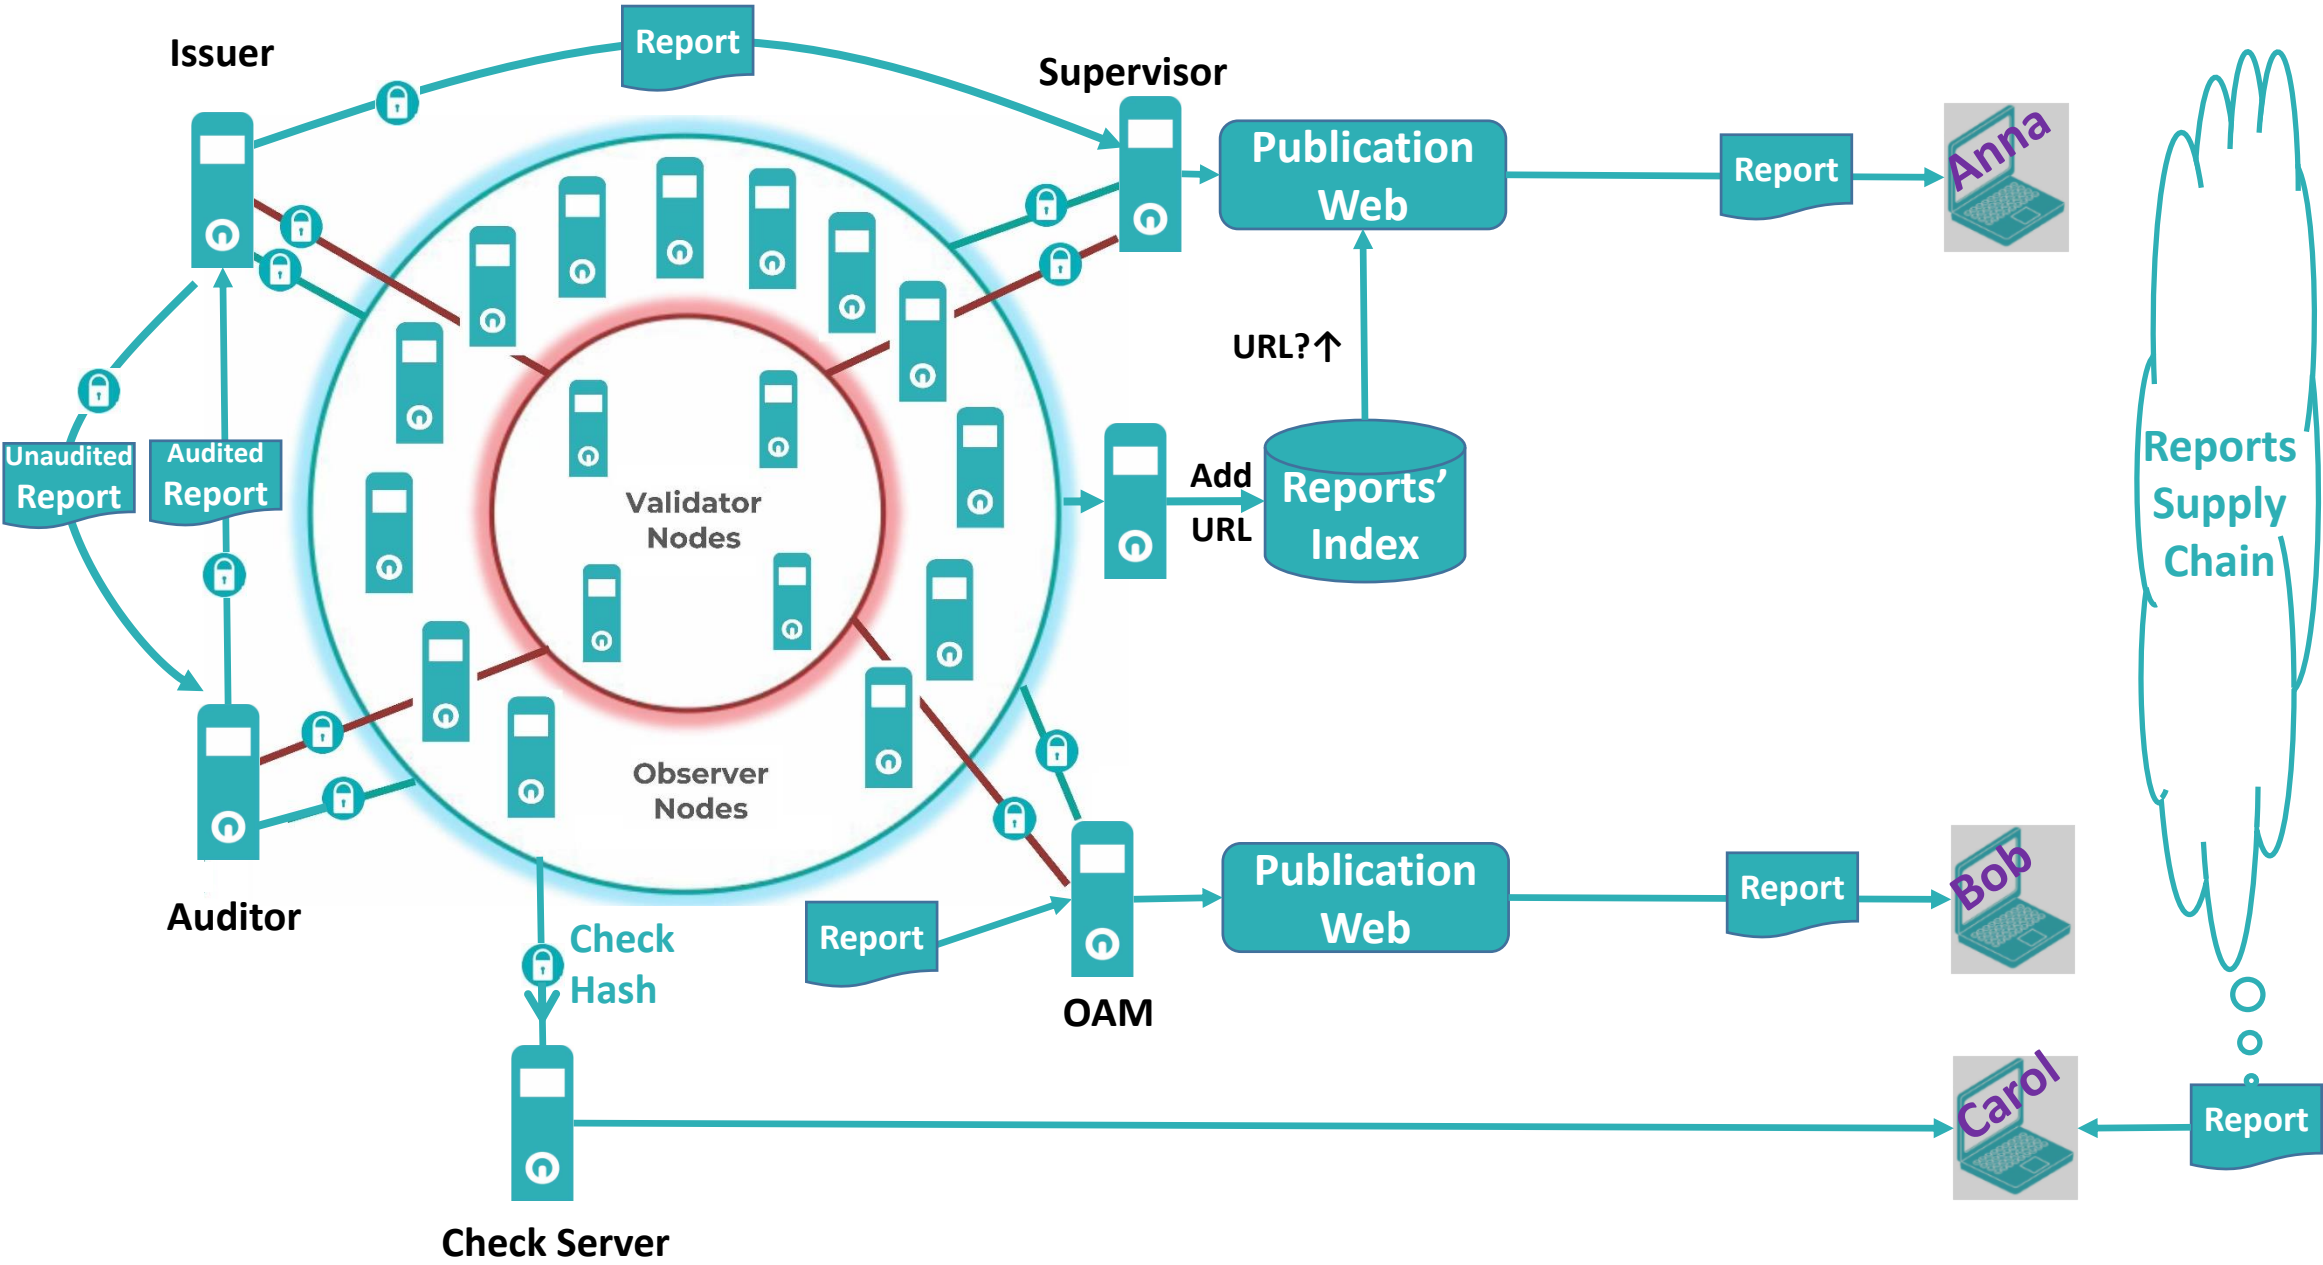 Issuer
Report
Supervisor
Publication
Web
Report
Anna
URL?↑
Unaudited
Report
Audited
Report
Validator
Nodes
Add
URL
Reports’
Index
Reports
Supply
Chain
Observer
Nodes
Auditor
Check
Hash
Report
OAM
Publication
Web
Report
Bob
Carol
Report
Check Server